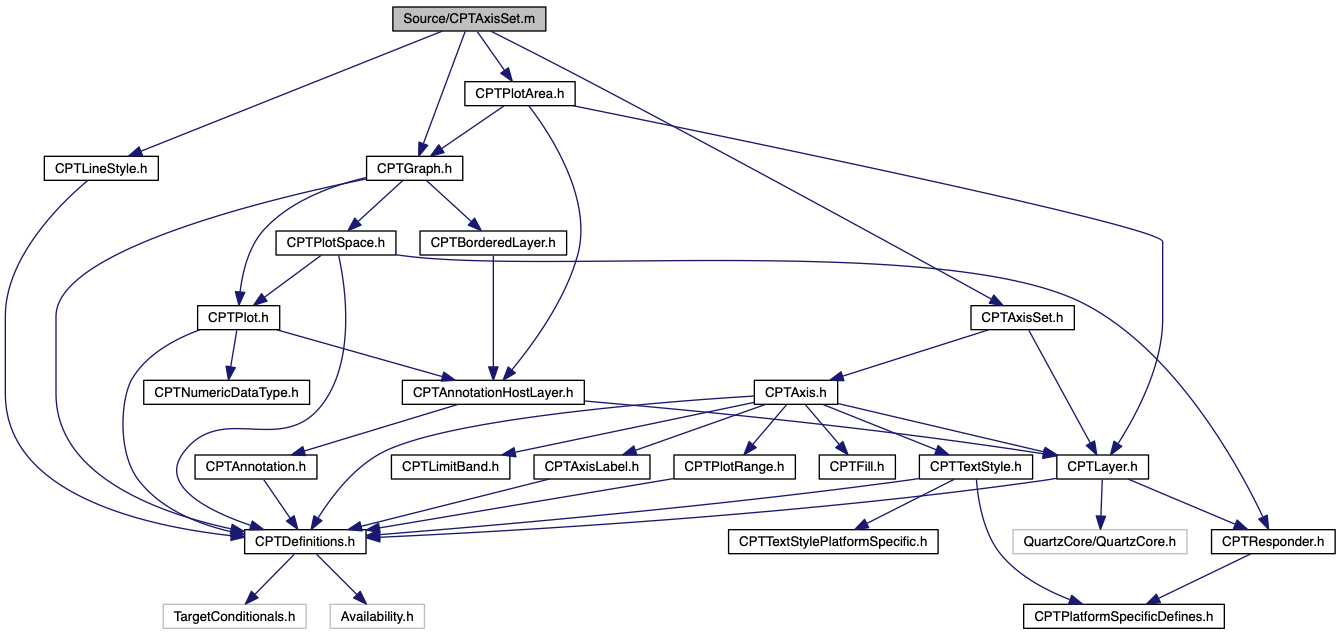 Source/CPTAxisSet.m
CPTPlotArea.h
CPTLineStyle.h
CPTGraph.h
CPTPlotSpace.h
CPTBorderedLayer.h
CPTPlot.h
CPTAxisSet.h
CPTNumericDataType.h
CPTAnnotationHostLayer.h
CPTAxis.h
CPTAnnotation.h
CPTLimitBand.h
CPTAxisLabel.h
CPTPlotRange.h
CPTFill.h
CPTTextStyle.h
CPTLayer.h
CPTDefinitions.h
CPTTextStylePlatformSpecific.h
QuartzCore/QuartzCore.h
CPTResponder.h
TargetConditionals.h
Availability.h
CPTPlatformSpecificDefines.h